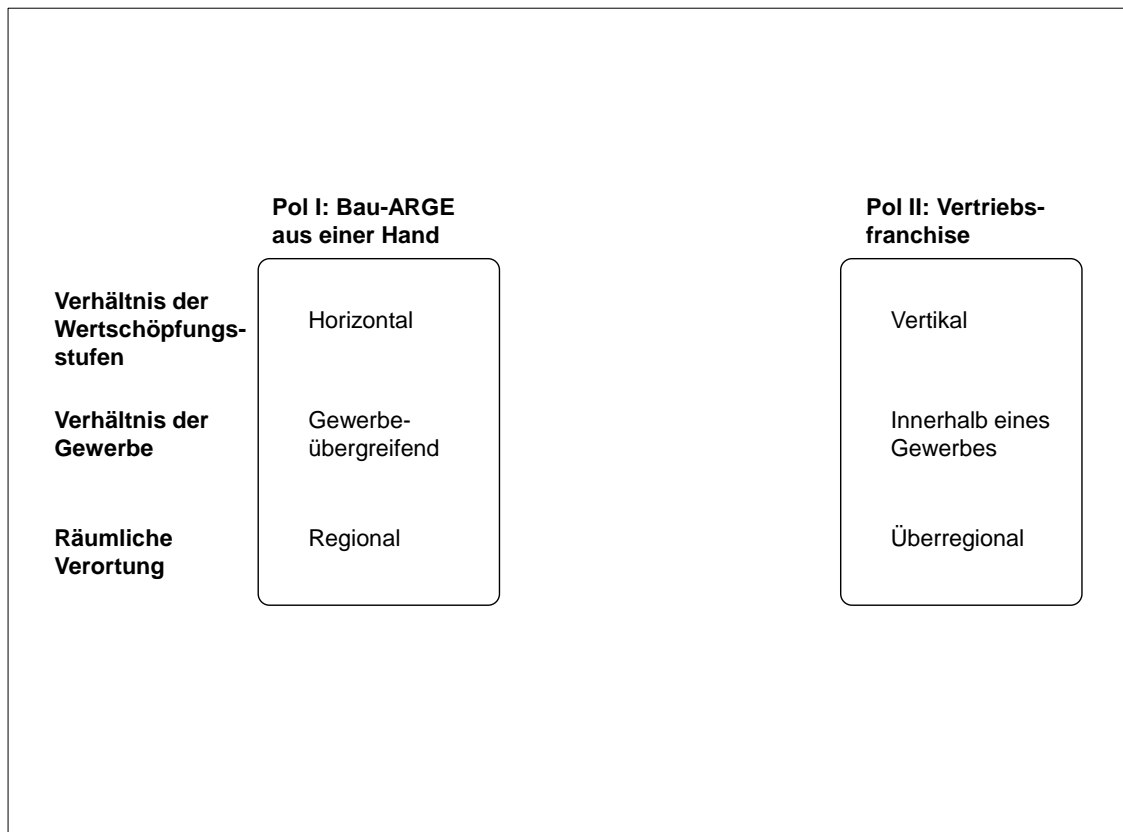 Pol I: Bau-ARGE
aus einer Hand
Pol II: Vertriebs-
franchise
Verhältnis der
Wertschöpfungs-
stufen
Horizontal
Vertikal
Verhältnis der
Gewerbe
Gewerbe-
übergreifend
Innerhalb eines
Gewerbes
Räumliche
Verortung
Regional
Überregional